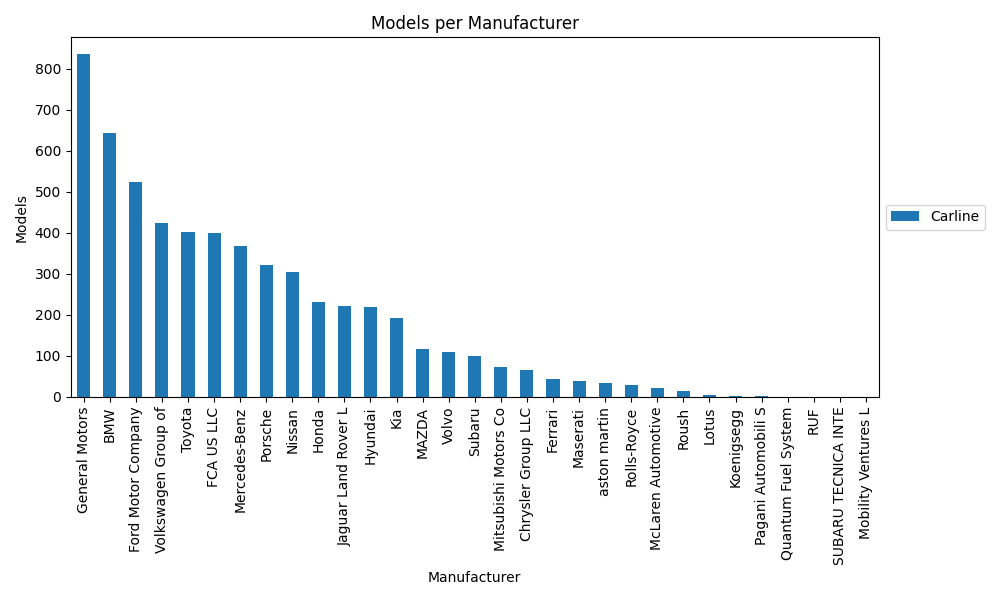 Models per Manufacturer
Models
800
700
600
500
400
300
200
100
0
Carline
General Motors
BMW
Ford Motor Company
Volkswagen Group of
Toyota
FCA US LLC
Mercedes-Benz
Porsche
Nissan
Honda
Jaguar Land Rover L
Hyundai
Kia
MAZDA
Volvo
Subaru
Mitsubishi Motors Co
Chrysler Group LLC
Ferrari
Maserati
aston martin
Rolls-Royce
McLaren Automotive
Roush
Lotus
Koenigsegg
Pagani Automobili S
Quantum Fuel System
RUF
SUBARU TECNICA INTE
Mobility Ventures L
Manufacturer